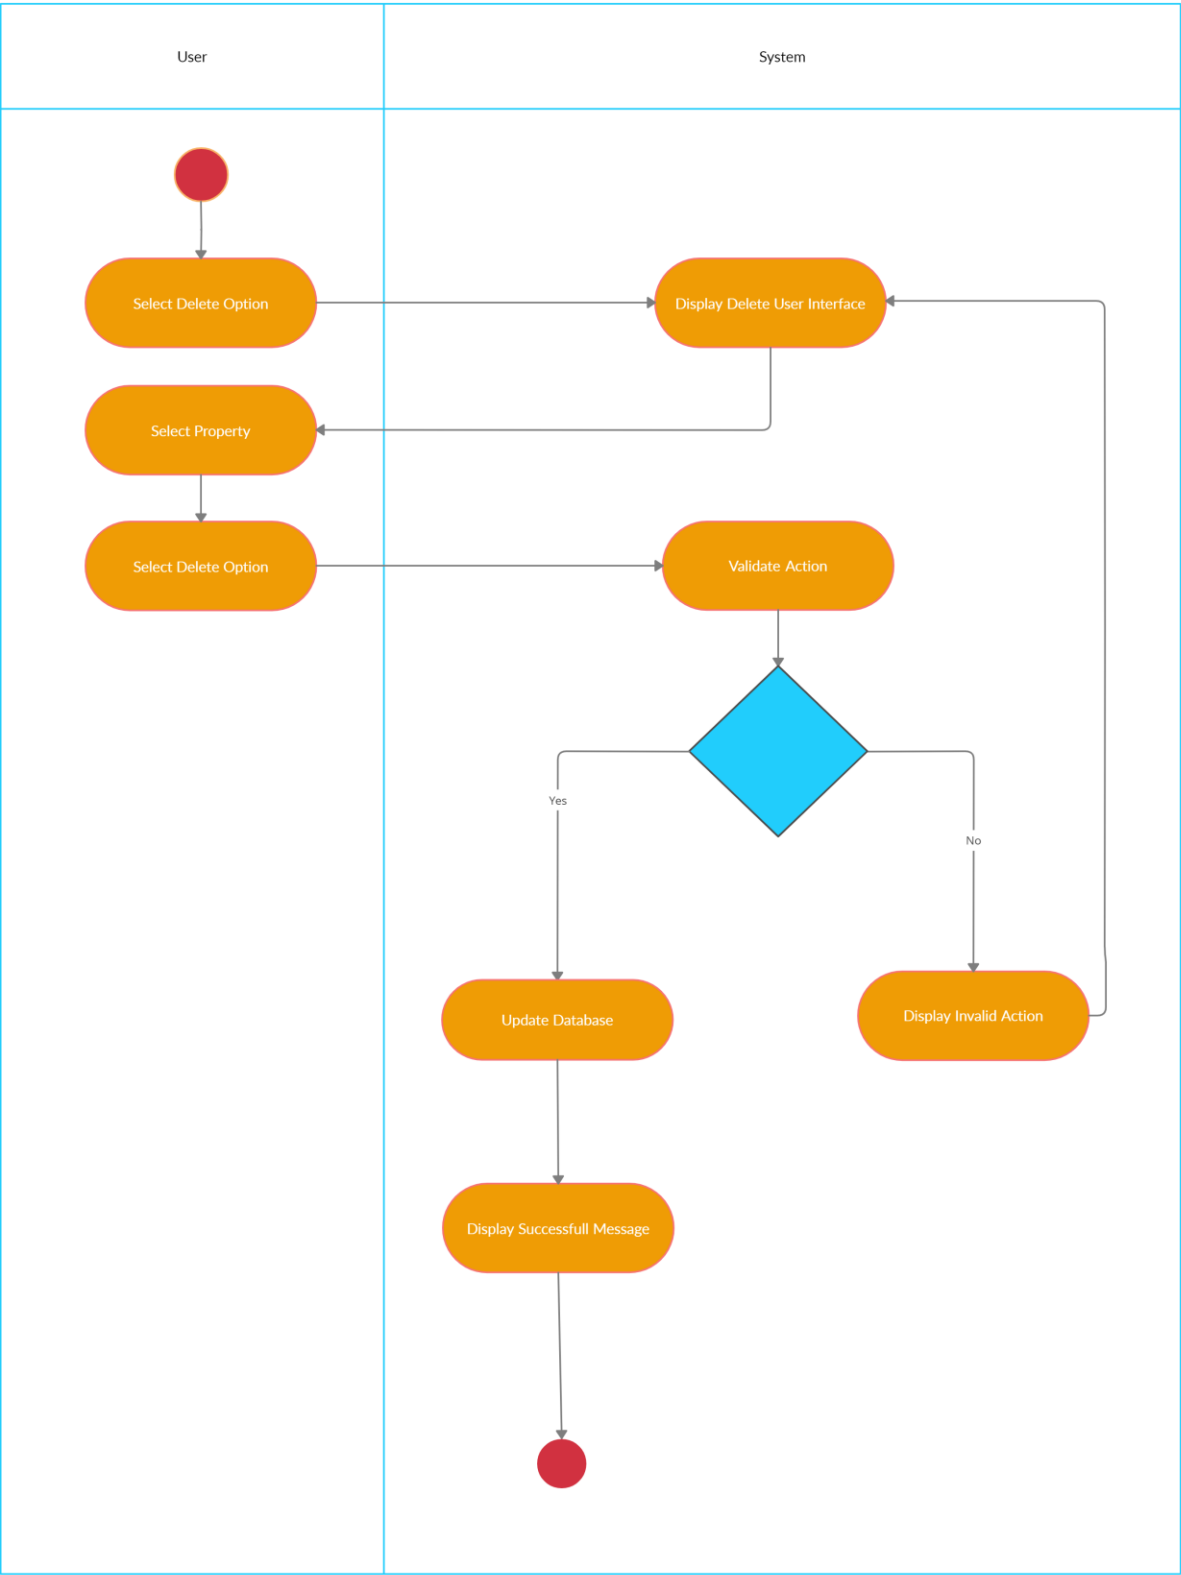 User
System
Select Delete Option
Display Delete User Interface
Select Property
Select Delete Option
Validate Action
Yes
No
Update Database
Display Invalid Action
Display Successfull Message